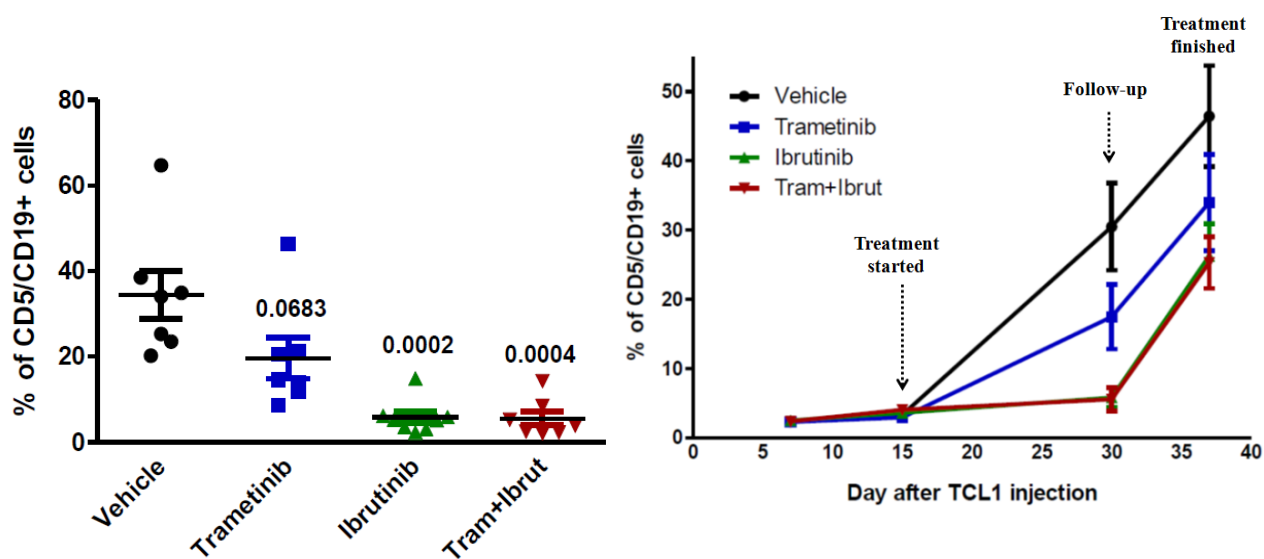 % of CD5/CD19+ cells
80
60
40
20
0
0.0683
0.0002
0.0004
Vehicle
Trametinib
Ibrutinib
Tram+Ibrut
% of CD5/CD19+ cells
50
40
30
20
10
0
Vehicle
Trametinib
Ibrutinib
Tram+Ibrut
Treatment
started
Follow-up
Treatment
finished
0 5 10 15 20 25 30 35 40
Day after TCL1 injection